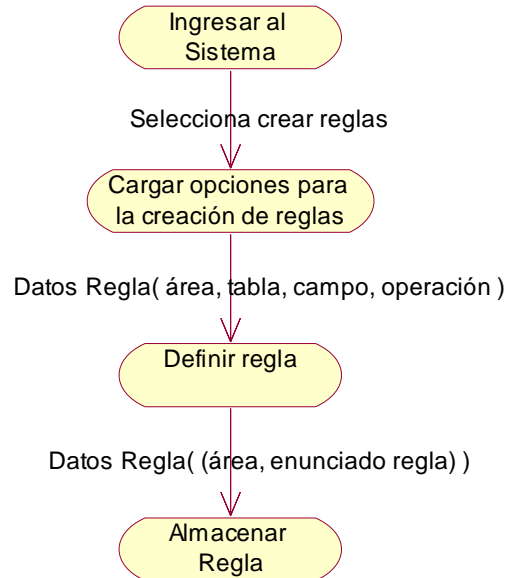 Ingresar al
Sistema
Selecciona crear reglas
Cargar opciones para
la creación de reglas
Datos Regla( área, tabla, campo, operación )
Definir regla
Datos Regla( (área, enunciado regla) )
Almacenar
Regla